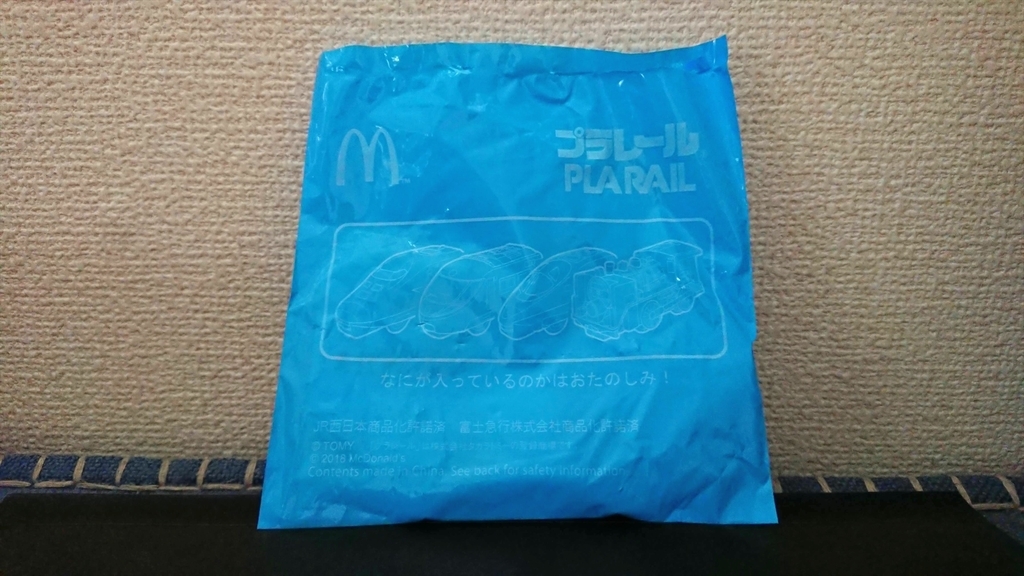 プラレール
PLARAIL
なにが入っているのかはおたのしみ！
JR西日本商品化許諾済 富士急行株式会社商品化許諾済
© TOMY
© 2018 McDonald's
Contents made in China. See back for safety information.